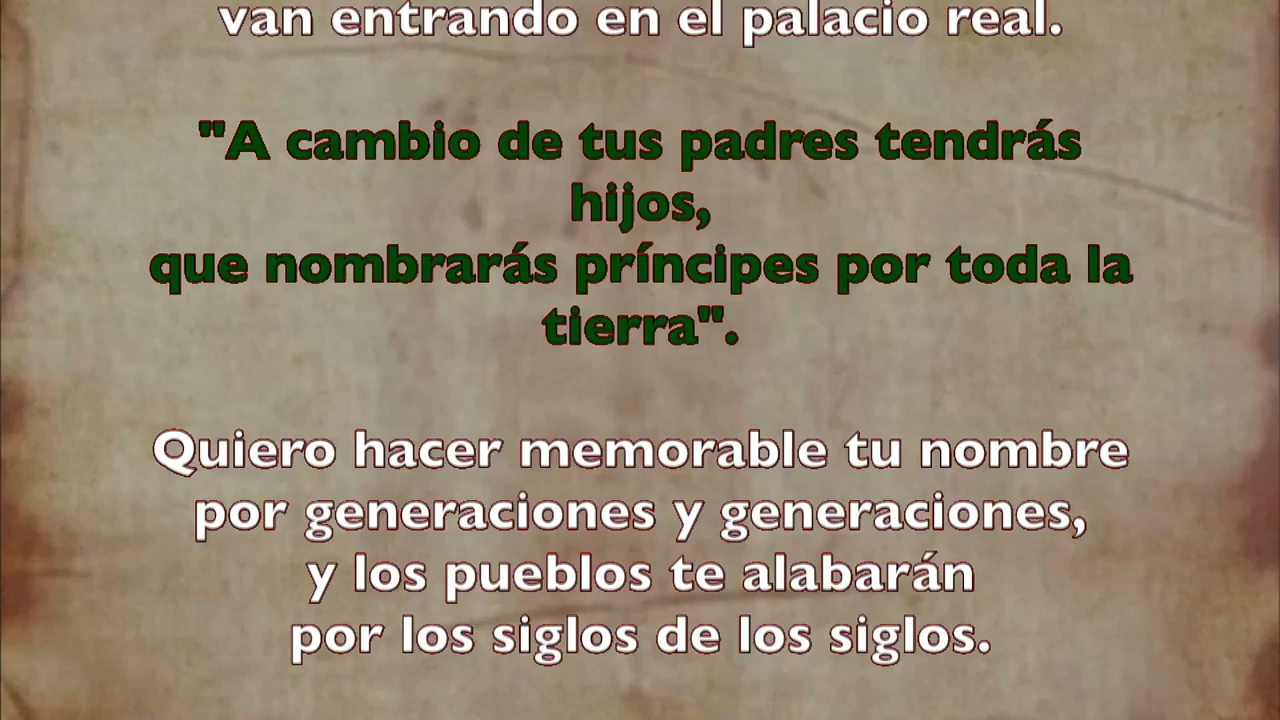 van entrando en el palacio real.
"A cambio de tus padres tendrás
hijos,
que nombrarás príncipes por toda la
tierra".
Quiero hacer memorable tu nombre
por generaciones y generaciones,
y los pueblos te alabarán
por los siglos de los siglos.